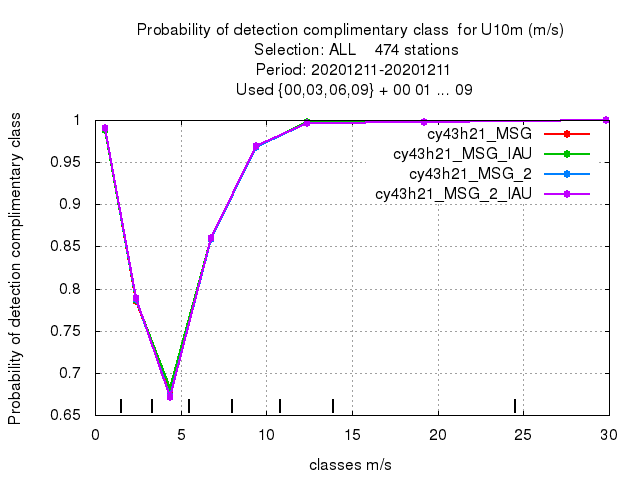 Probability of detection complimentary class  for U10m (m/s)
Selection: ALL    474 stations
Period: 20201211-20201211
Used {00,03,06,09} + 00 01 ... 09
Probability of detection complimentary class
1
0.95
0.9
0.85
0.8
0.75
0.7
0.65
cy43h21_MSG
cy43h21_MSG_IAU
cy43h21_MSG_2
cy43h21_MSG_2_IAU
0 5 10 15 20 25 30
classes m/s